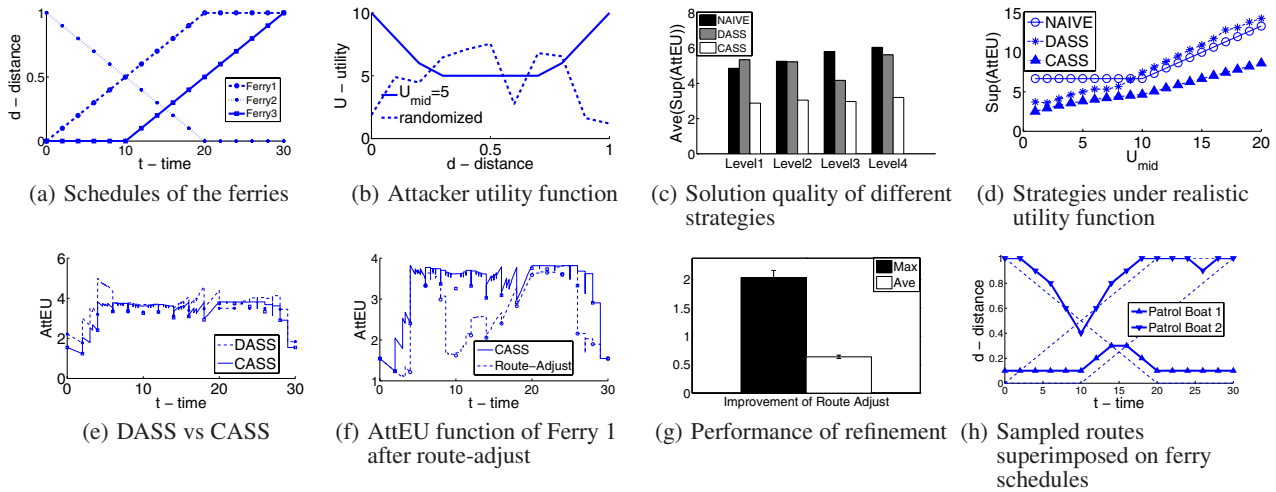 1
0.5
0
d − distance
0
10
20
30
t − time
Ferry1
Ferry2
Ferry3
(a) Schedules of the ferries
10
5
0
U − utility
0
0.5
1
d − distance
U_mid=5
randomized
(b) Attacker utility function
8
6
4
2
0
Ave(Sup(AttEU))
NAIVE
DASS
CASS
Level1
Level2
Level3
Level4
(c) Solution quality of different
strategies
15
10
5
0
Sup(AttEU)
NAIVE
DASS
CASS
0
5
10
15
20
U_mid
(d) Strategies under realistic
utility function
6
4
2
0
AttEU
DASS
CASS
0
10
20
30
t − time
(e) DASS vs CASS
4
3
2
1
AttEU
CASS
Route−Adjust
0
10
20
30
t − time
(f) AttEU function of Ferry 1
after route-adjust
2
1.5
1
0.5
0
Max
Ave
Improvement of Route Adjust
(g) Performance of refinement
1
0.8
0.6
0.4
0.2
0
d − distance
Patrol Boat 1
Patrol Boat 2
0
5
10
15
20
25
30
t − time
(h) Sampled routes
superimposed on ferry
schedules